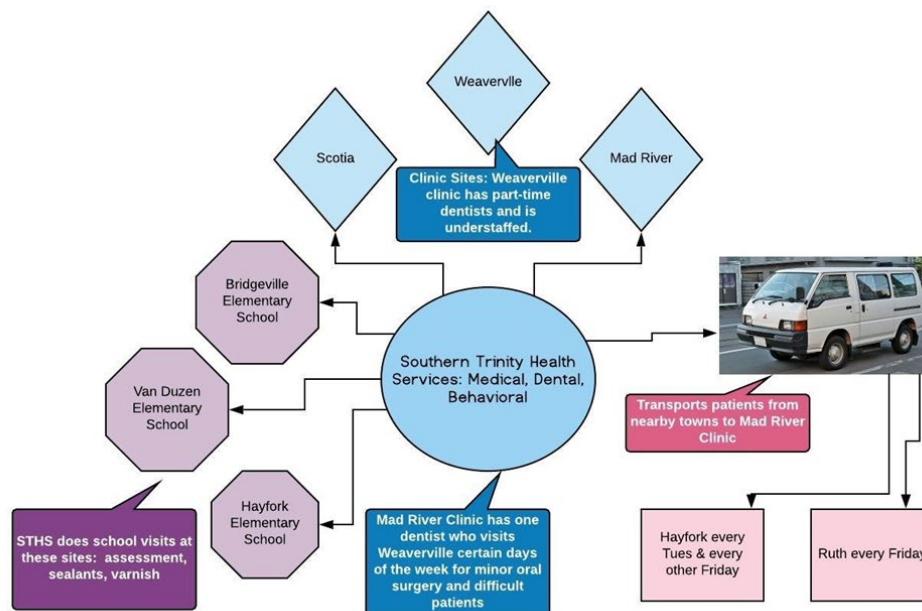 Weavervlle
Scotia
Mad River
Clinic Sites: Weaverville
clinic has part-time
dentists and is
understaffed.
Bridgeville
Elementary
School
Southern Trinity Health
Services: Medical, Dental,
Behavioral
Van Duzen
Elementary
School
Transports patients from
nearby towns to Mad River
Clinic
Hayfork
Elementary
School
STHS does school visits at
these sites: assessment,
sealants, varnish
Mad River Clinic has one
dentist who visits
Weaverville certain days
of the week for minor oral
surgery and difficult
patients
Hayfork every
Tues & every
other Friday
Ruth every Friday